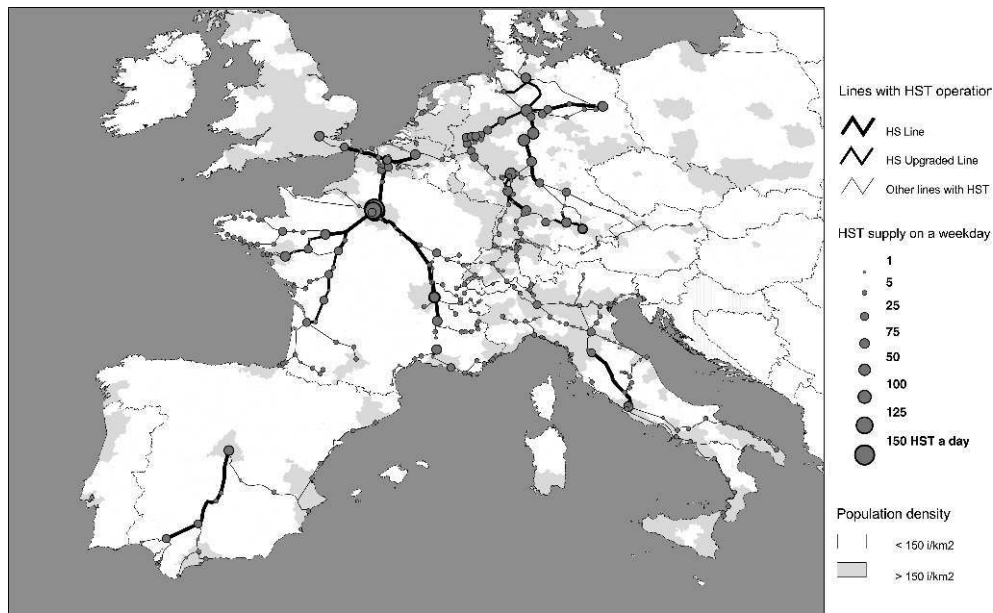 Lines with HST operation
HS Line
HS Upgraded Line
Other lines with HST
HST supply on a weekday
1
5
25
75
50
100
125
150 HST a day
Population density
< 150 i/km2
> 150 i/km2